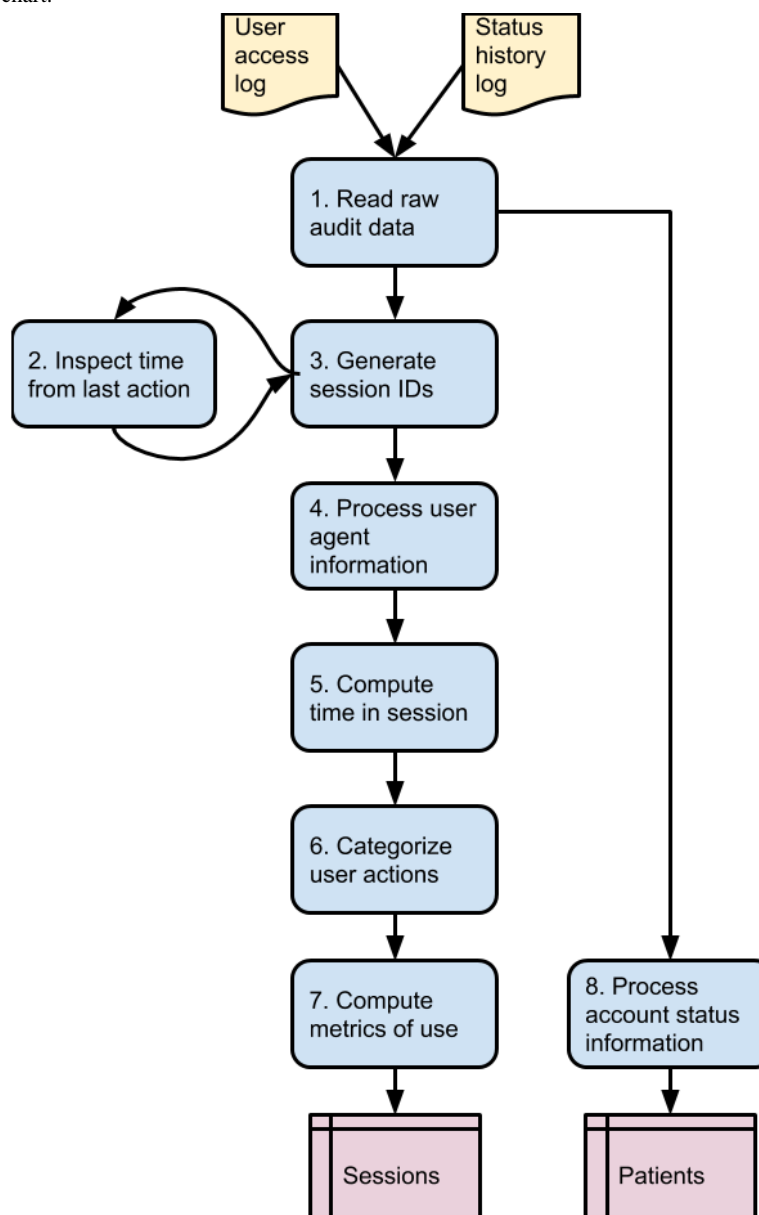 chart.
User
access
log
Status
history
log
1. Read raw
audit data
2. Inspect time
from last action
3. Generate
session IDs
4. Process user
agent
information
5. Compute
time in session
6. Categorize
user actions
7. Compute
metrics of use
8. Process
account status
information
Sessions
Patients